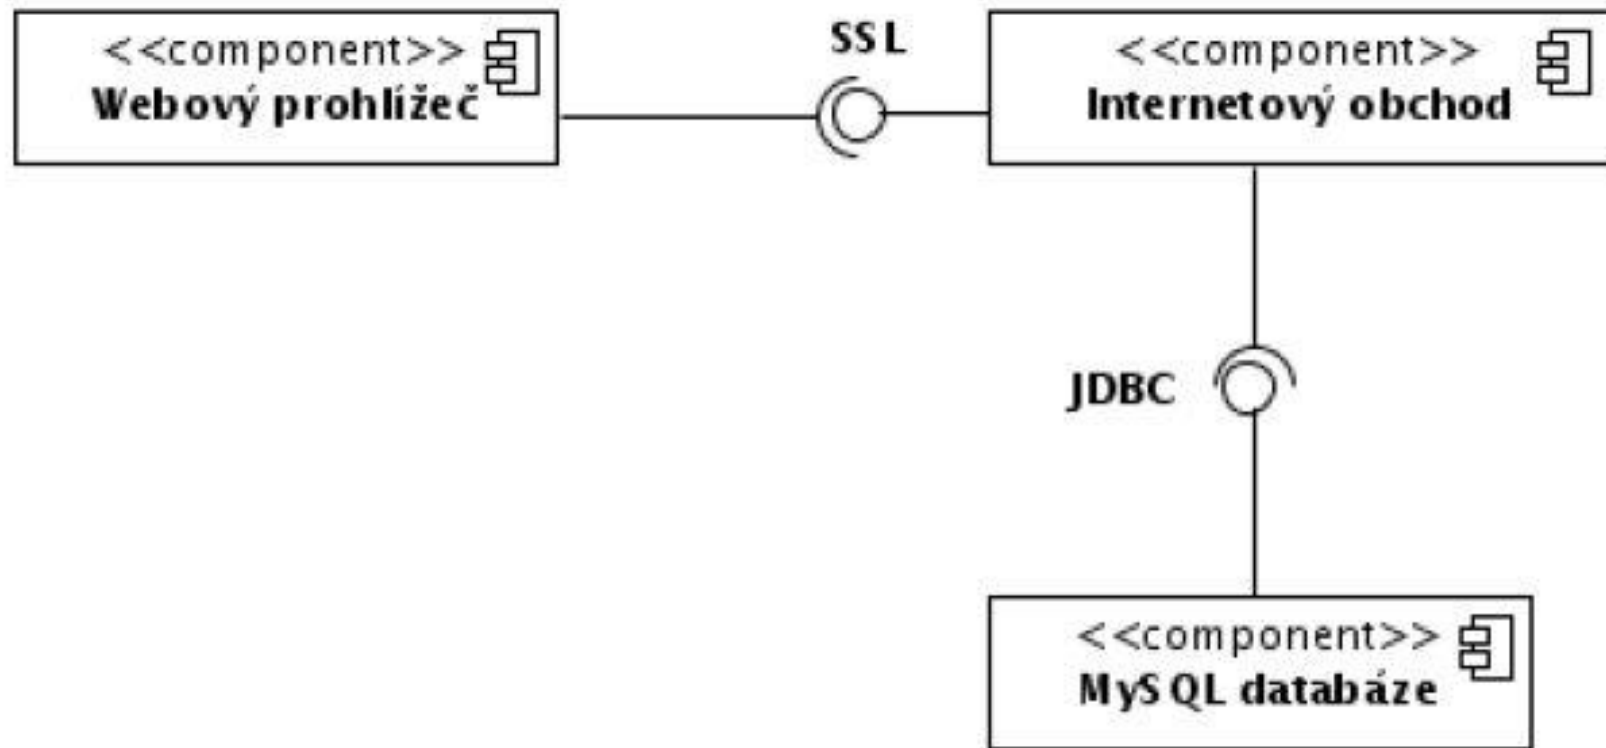 <<component>>
Webový prohlížeč
SSL
<<component>>
Internetový obchod
JDBC
<<component>>
MySQL databáze